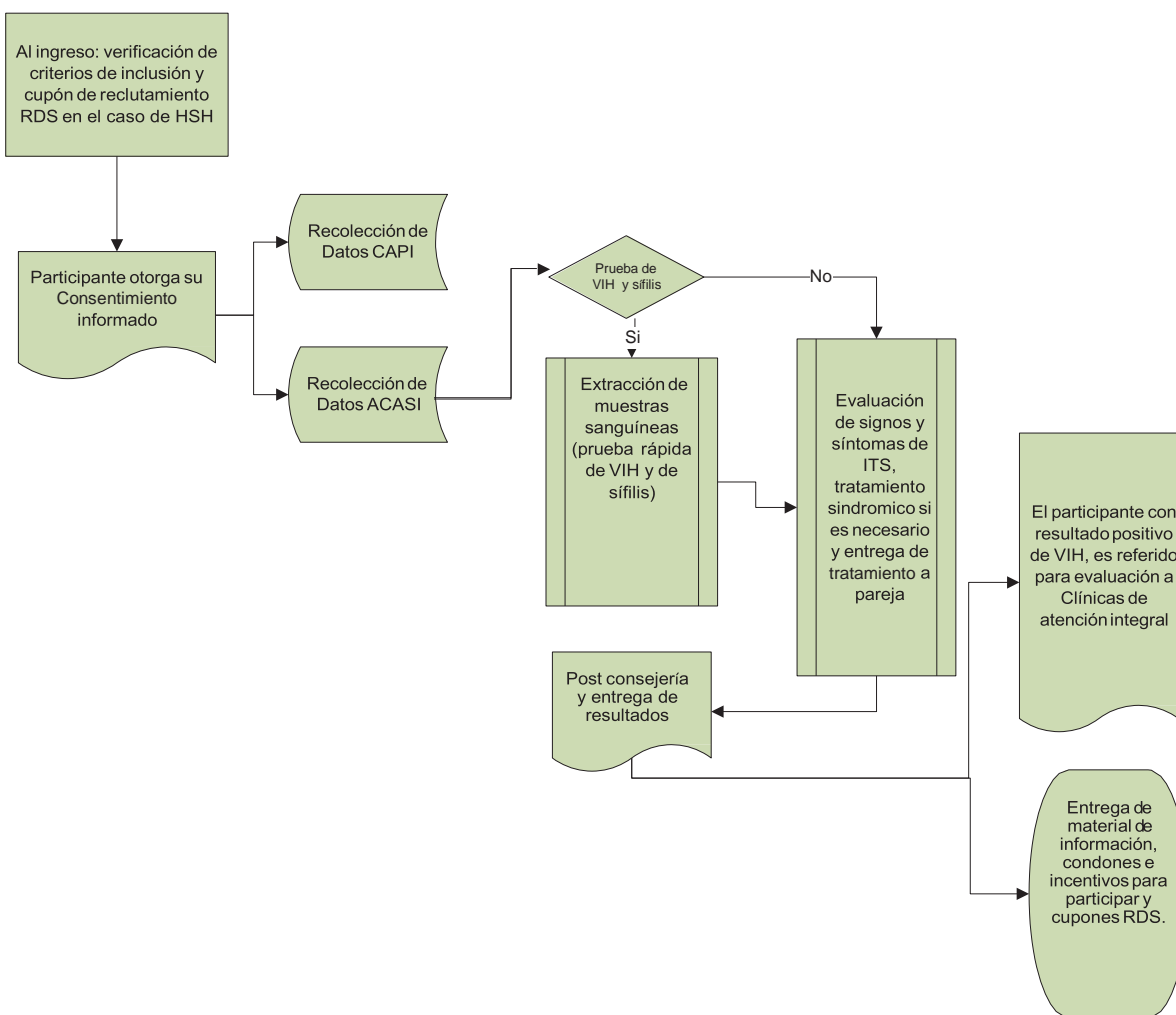 Al ingreso: verificación de
criterios de inclusión y
cupón de reclutamiento
RDS en el caso de HSH
Participante otorga su
Consentimiento
informado
Recolección de
Datos CAPI
Recolección de
Datos ACASI
Prueba de
VIH y sífilis
No
Si
Extracción de
muestras
sanguíneas
(prueba rápida
de VIH y de
sífilis)
Evaluación
de signos y
síntomas de
ITS,
tratamiento
sindromico si
es necesario
y entrega de
tratamiento a
pareja
Post consejería
y entrega de
resultados
El participante con
resultado positivo
de VIH, es referido
para evaluación a
Clínicas de
atención integral
Entrega de
material de
información,
condones e
incentivos para
participar y
cupones RDS.